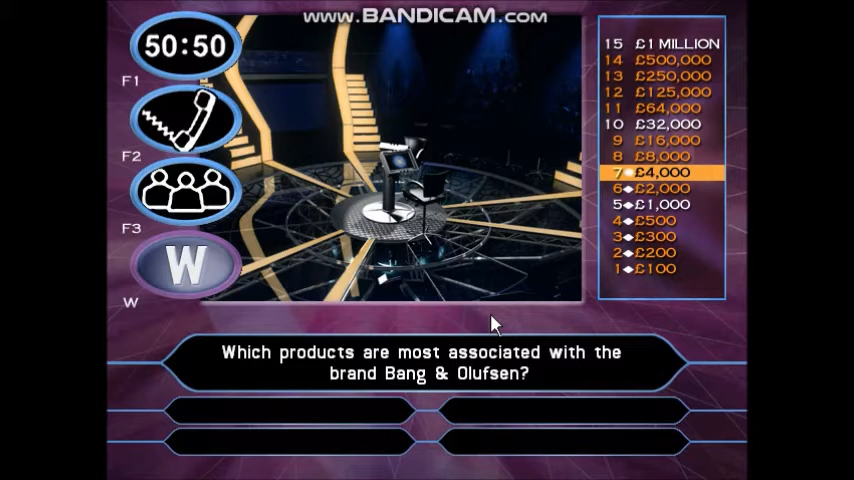 www.BANDICAM.com
50:50
F1
F2
F3
W
W
15 £1 MILLION
14 £500,000
13 £250,000
12 £125,000
11 £64,000
10 £32,000
9 £16,000
8 £8,000
7 £4,000
6 £2,000
5 £1,000
4 £500
3 £300
2 £200
1 £100
Which products are most associated with the
brand Bang & Olufsen?